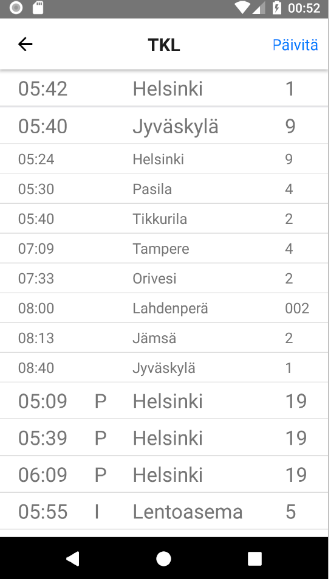 00:52
TKL Päivitä
05:42 Helsinki 1
05:40 Jyväskylä 9
05:24 Helsinki 9
05:30 Pasila 4
05:40 Tikkurila 2
07:09 Tampere 4
07:33 Orivesi 2
08:00 Lahdenperä 002
08:13 Jämsä 2
08:40 Jyväskylä 1
05:09 P Helsinki 19
05:39 P Helsinki 19
06:09 P Helsinki 19
05:55 I Lentoasema 5